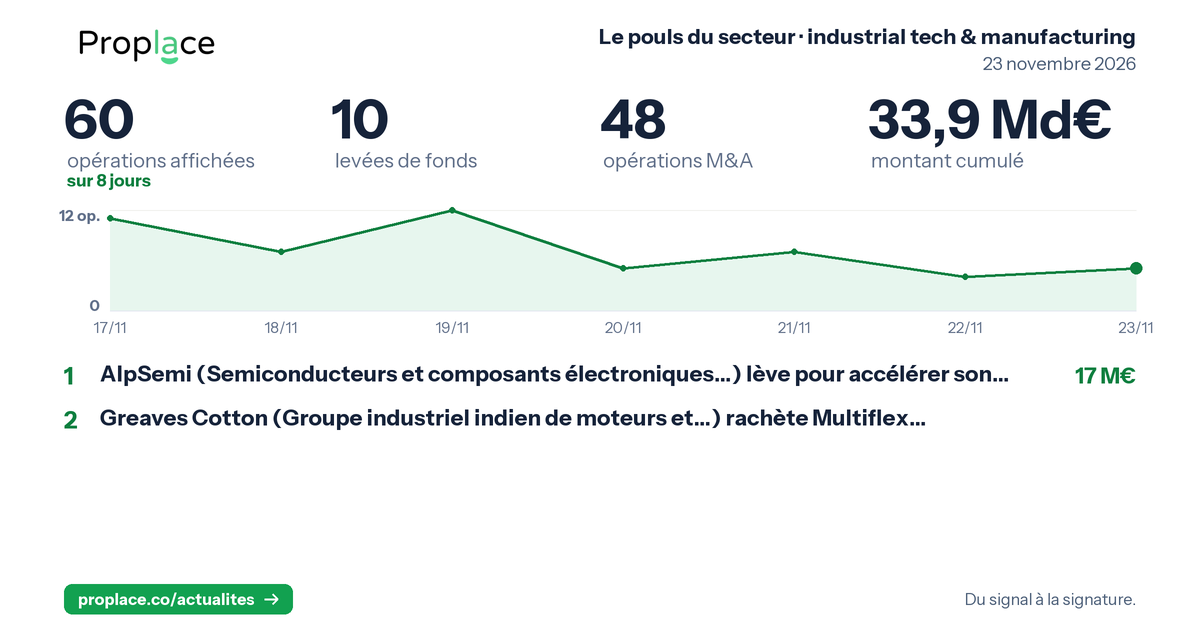 Proplace
Le pouls du secteur · industrial tech & manufacturing
23 novembre 2026
60
opérations affichées
sur 8 jours
10
levées de fonds
48
opérations M&A
33,9 Md€
montant cumulé
12 op.
0
17/11 18/11 19/11 20/11 21/11 22/11 23/11
1 AlpSemi (Semiconducteurs et composants électroniques…) lève pour accélérer son… 17 M€
2 Greaves Cotton (Groupe industriel indien de moteurs et…) rachète Multiflex…
proplace.co/actualites →
Du signal à la signature.